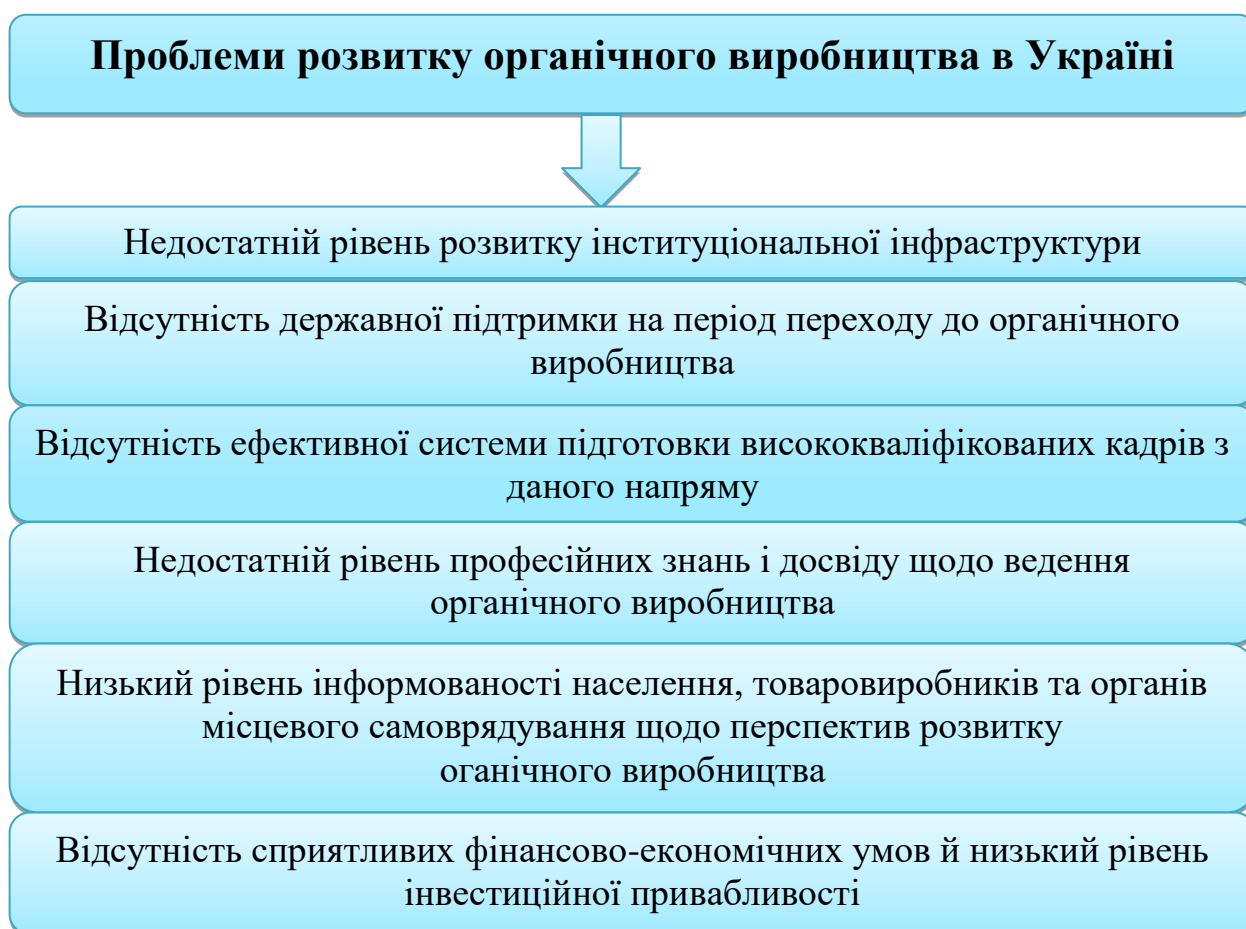 Проблеми розвитку органічного виробництва в Україні
Недостатній рівень розвитку інституціональної інфраструктури
Відсутність державної підтримки на період переходу до органічного
виробництва
Відсутність ефективної системи підготовки висококваліфікованих кадрів з
даного напряму
Недостатній рівень професійних знань і досвіду щодо ведення
органічного виробництва
Низький рівень інформованості населення, товаровиробників та органів
місцевого самоврядування щодо перспектив розвитку
оганічного виробництва
Відсутність сприятливих фінансово-економічних умов й низький рівень
інвестиційної привабливості